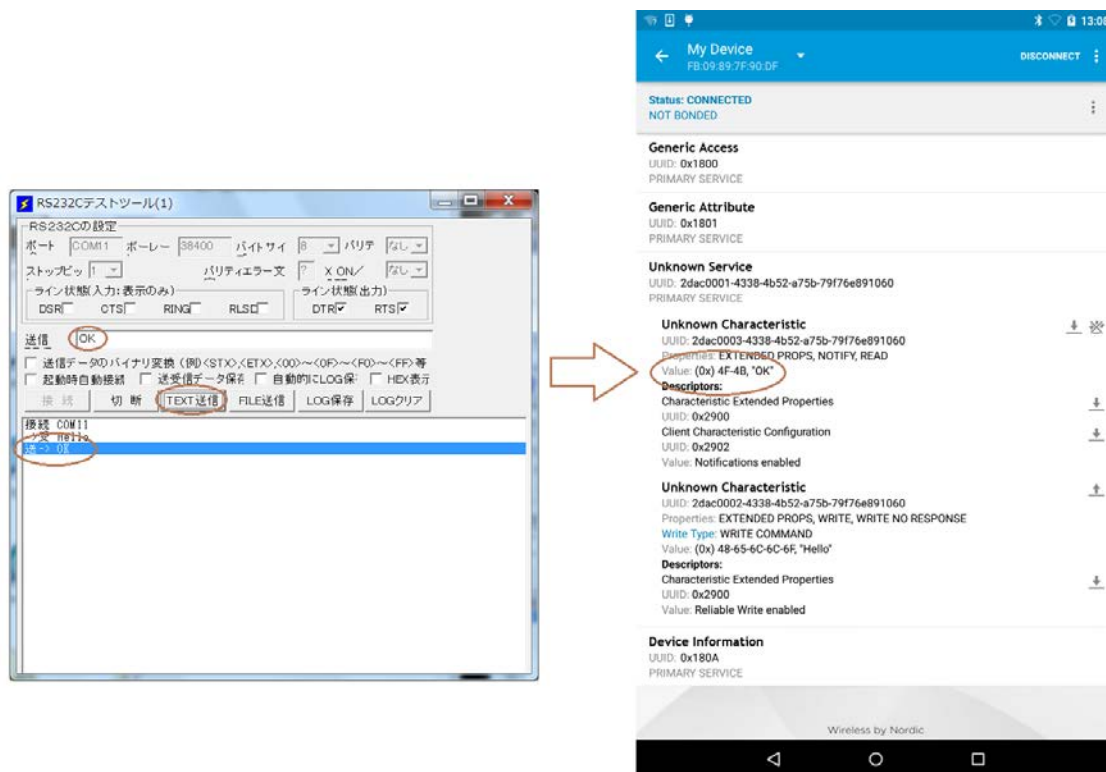 RS232Cテストツール(1)
RS232Cの設定
ポート COM11 ボーレー 38400 バイトサイ 8 パリテ なし
ストップビッ 1 パリティエラー文 ? X ON/ なし
ライン状態(入力:表示のみ) ライン状態(出力)
DSR CTS RING RLSD DTR RTS
送信 OK
送信データのバイナリ変換 (例)<STX>,<ETX>,<00>~<0F>~<F0>~<FF>等
起動時自動接続 送受信データ保存 自動的にLOG保 HEX表示
接続 切断 TEXT送信 FILE送信 LOG保存 LOGクリア
接続 COM11
->受 Hello
送-> OK
13:00
My Device
FB:09:89:7F:90:DF
DISCONNECT
Status: CONNECTED
NOT BONDED
Generic Access
UUID: 0x1800
PRIMARY SERVICE
Generic Attribute
UUID: 0x1801
PRIMARY SERVICE
Unknown Service
UUID: 2dac0001-4338-4b52-a75b-79f76e891060
PRIMARY SERVICE
Unknown Characteristic
UUID: 2dac0003-4338-4b52-a75b-79f76e891060
Properties: EXTENDED PROPS, NOTIFY, READ
Value: (0x) 4F-4B, "OK"
Descriptors:
Characteristic Extended Properties
UUID: 0x2900
Client Characteristic Configuration
UUID: 0x2902
Value: Notifications enabled
Unknown Characteristic
UUID: 2dac0002-4338-4b52-a75b-79f76e891060
Properties: EXTENDED PROPS, WRITE, WRITE NO RESPONSE
Write Type: WRITE COMMAND
Value: (0x) 48-65-6C-6C-6F, "Hello"
Descriptors:
Characteristic Extended Properties
UUID: 0x2900
Value: Reliable Write enabled
Device Information
UUID: 0x180A
PRIMARY SERVICE
Wireless by Nordic